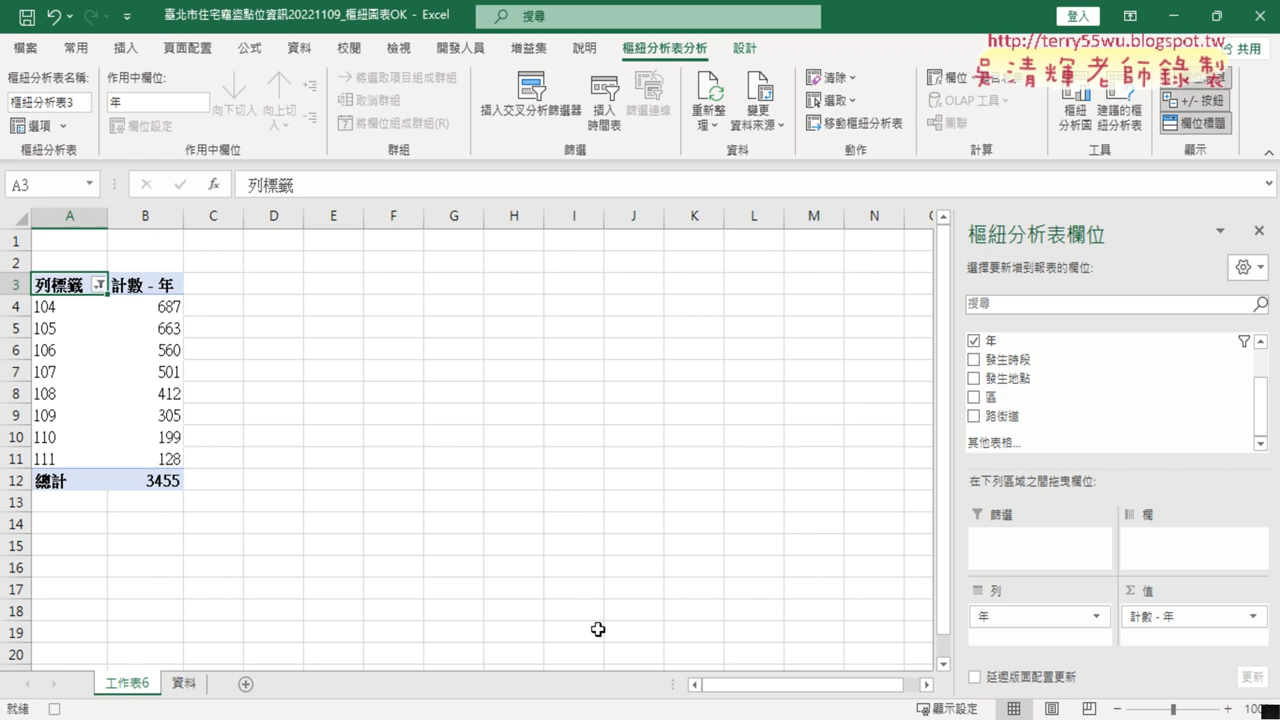 臺北市住宅竊盜點位資訊20221109_樞紐圖表OK - Excel
搜尋
登入
檔案 常用 插入 頁面配置 公式 資料 校閱 檢視 開發人員 增益集 說明 樞紐分析表分析 設計
共用
http://terry55wu.blogspot.tw
吳清輝老師錄製
樞紐分析表名稱:
樞紐分析表3
選項
樞紐分析表
作用中欄位:
年
欄位設定
向下切入
向上切入
作用中欄位
將選取項目組成群組
取消群組
將欄位組成群組(R)
群組
插入交叉分析篩選器
插入時間表
篩選連線
篩選
重新整理
變更資料來源
資料
清除
選取
移動樞紐分析表
動作
OLAP 工具
關聯
計算
樞紐分析圖
建議的樞紐分析表
工具
+/- 按鈕
欄位標題
顯示
A3
fx
列標籤
A B C D E F G H I J K L M N
1
2
3 列標籤 計數 - 年
4 104 687
5 105 663
6 106 560
7 107 501
8 108 412
9 109 305
10 110 199
11 111 128
12 總計 3455
13
14
15
16
17
18
19
20
樞紐分析表欄位
選擇要新增到報表的欄位:
搜尋
年
發生時段
發生地點
區
路街道
其他表格...
在下列區域之間拖曳欄位:
篩選
欄
列
Σ 值
年
計數 - 年
延遲版面配置更新
更新
工作表6 資料
就緒
顯示設定